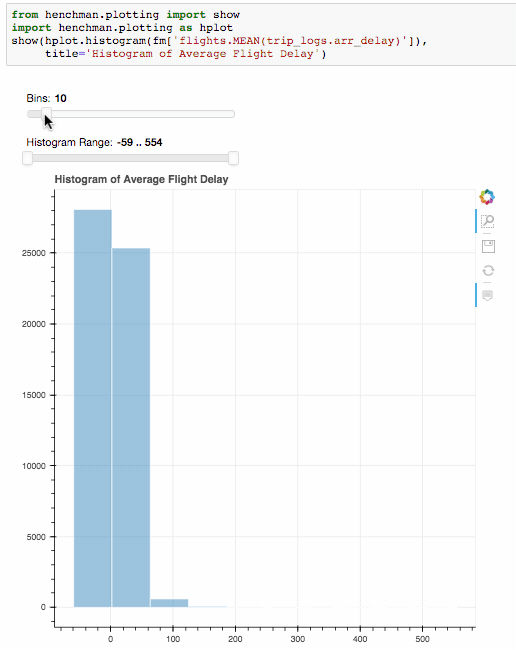 from henchman.plotting import show
import henchman.plotting as hplot
show(hplot.histogram(fm['flights.MEAN(trip_logs.arr_delay)']),
title='Histogram of Average Flight Delay')
Bins: 10
Histogram Range: -59 .. 554
Histogram of Average Flight Delay
25000
20000
15000
10000
5000
0
0 100 200 300 400 500